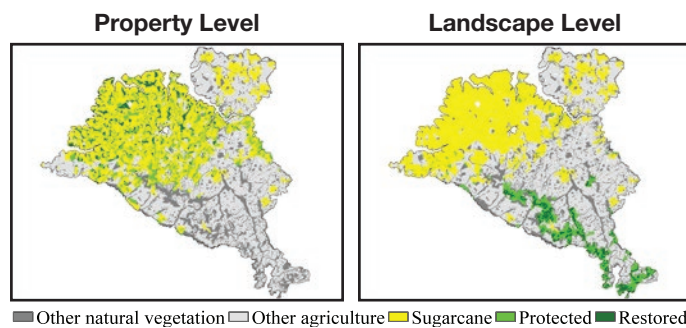 Property Level
Landscape Level
Other natural vegetation Other agriculture Sugarcane Protected Restored